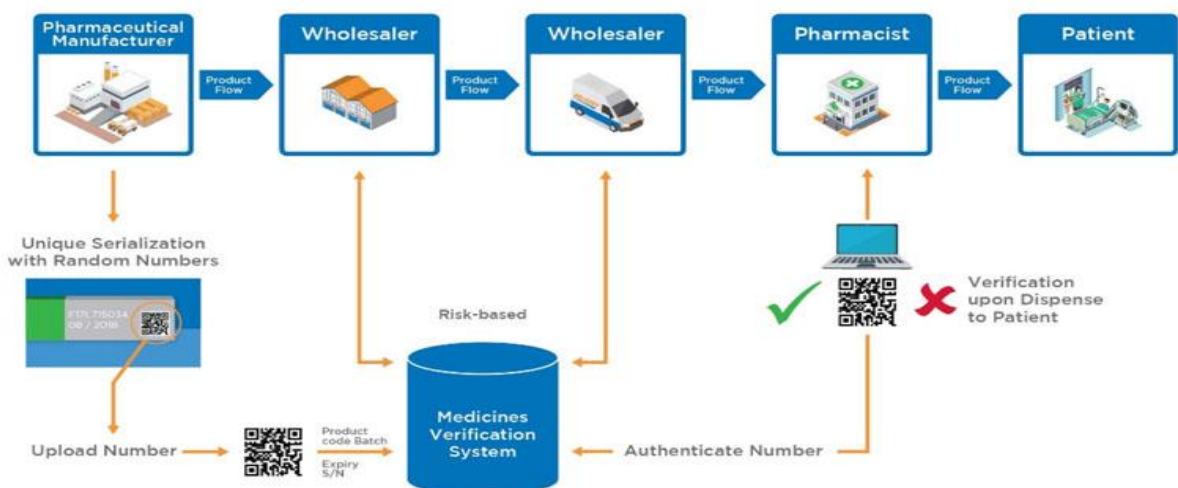 Pharmaceutical
Manufacturer
Wholesaler
Wholesaler
Pharmacist
Patient
Product
Flow
Product
Flow
Product
Flow
Product
Flow
Unique Serialization
with Random Numbers
F17L715034
08 / 2018
Risk-based
Verification
upon Dispense
to Patient
Medicines
Verification
System
Upload Number
Product
code Batch
Expiry
S/N
Authenticate Number